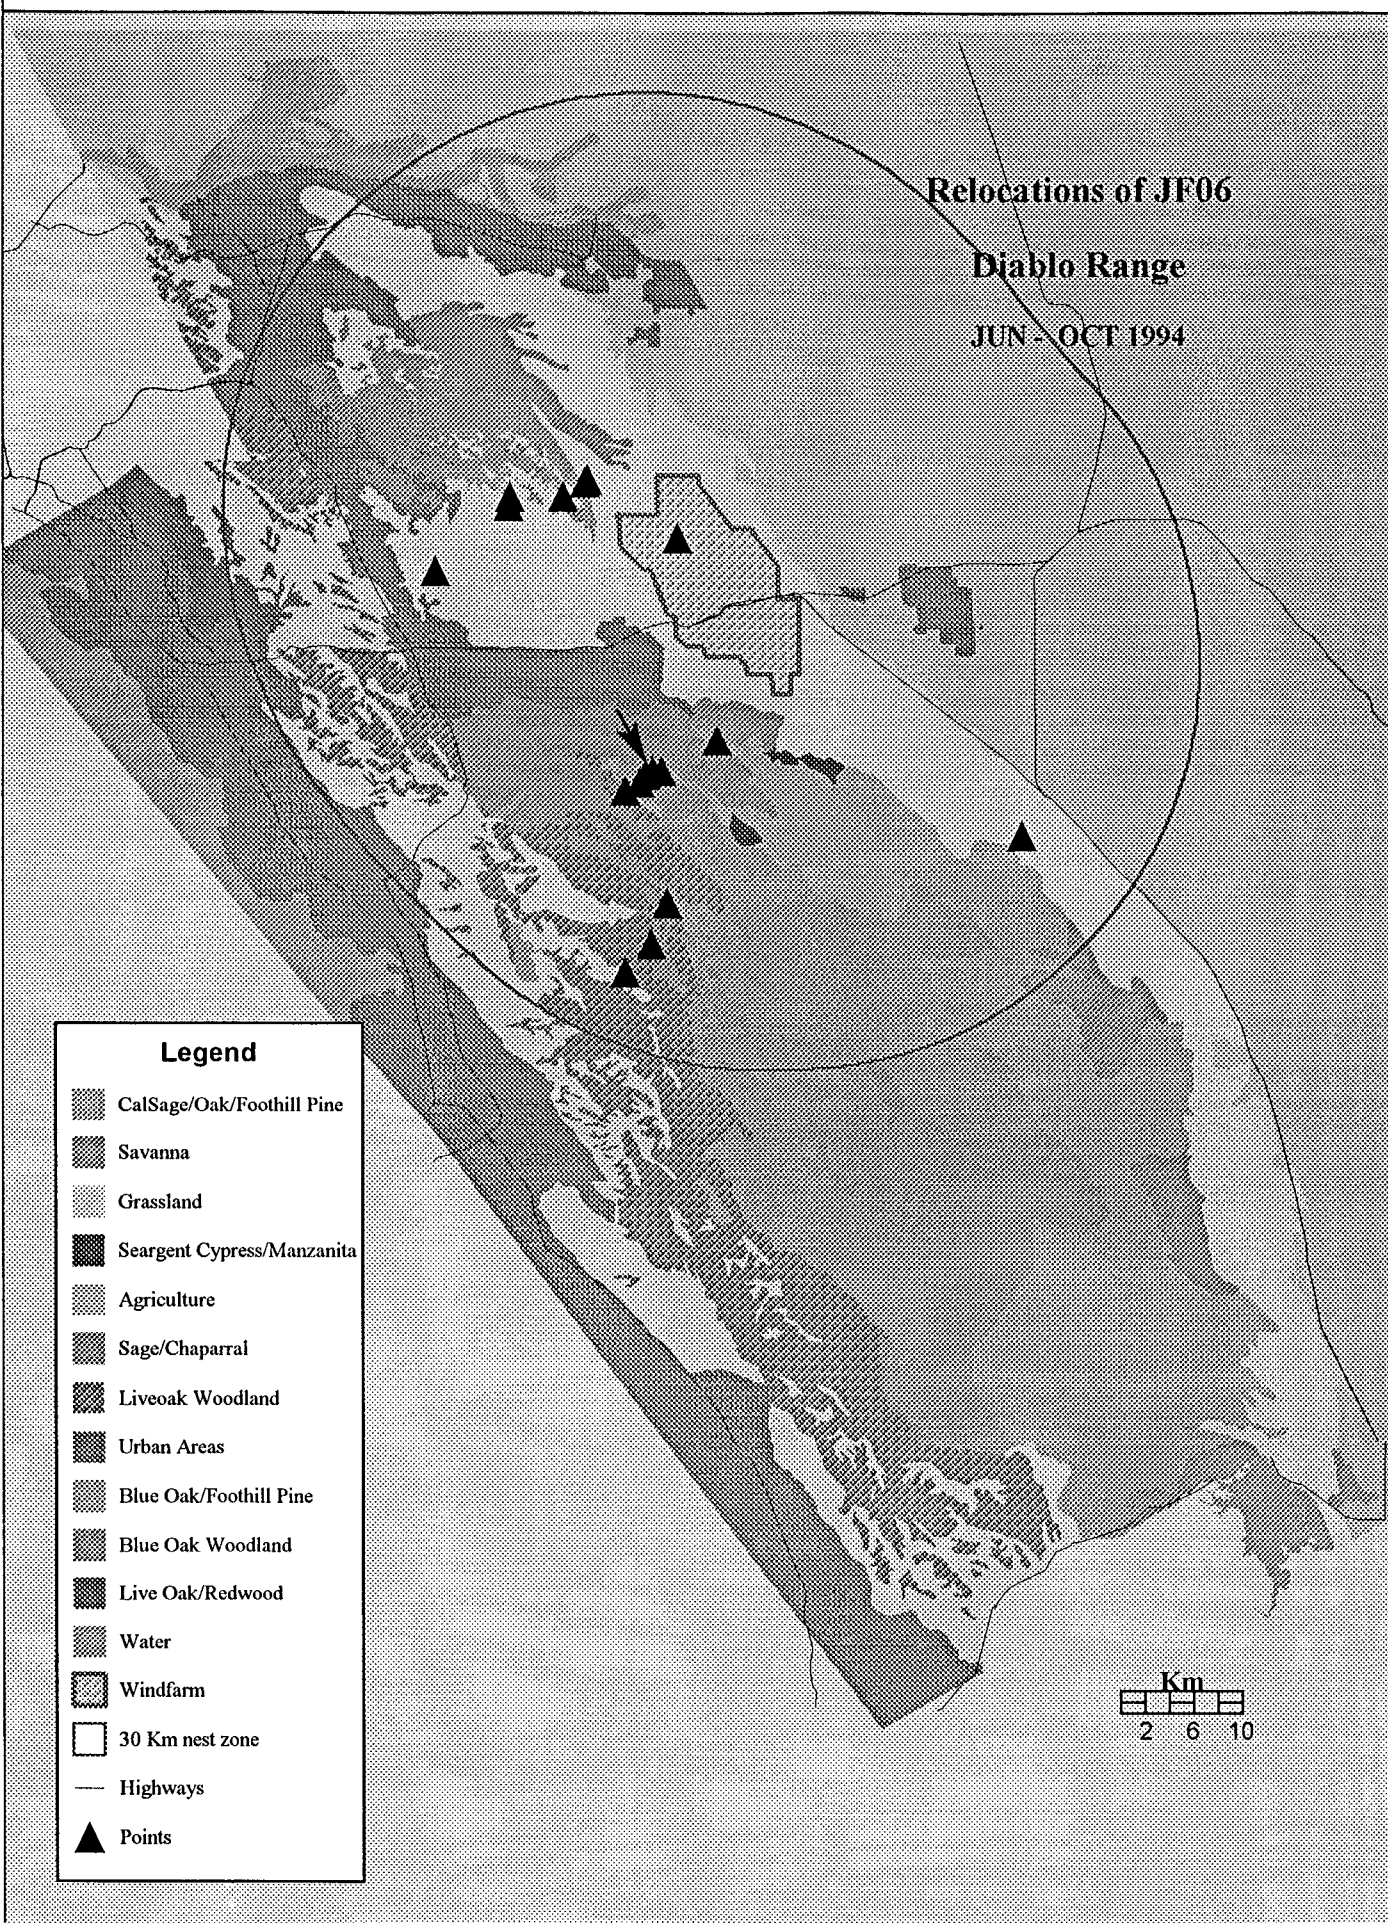 Relocations of JF06
Diablo Range
JUN - OCT 1994
Legend
CalSage/Oak/Foothill Pine
Savanna
Grassland
Seargent Cypress/Manzanita
Agriculture
Sage/Chaparral
Liveoak Woodland
Urban Areas
Blue Oak/Foothill Pine
Blue Oak Woodland
Live Oak/Redwood
Water
Windfarm
30 Km nest zone
Highways
Points
Km
2 6 10